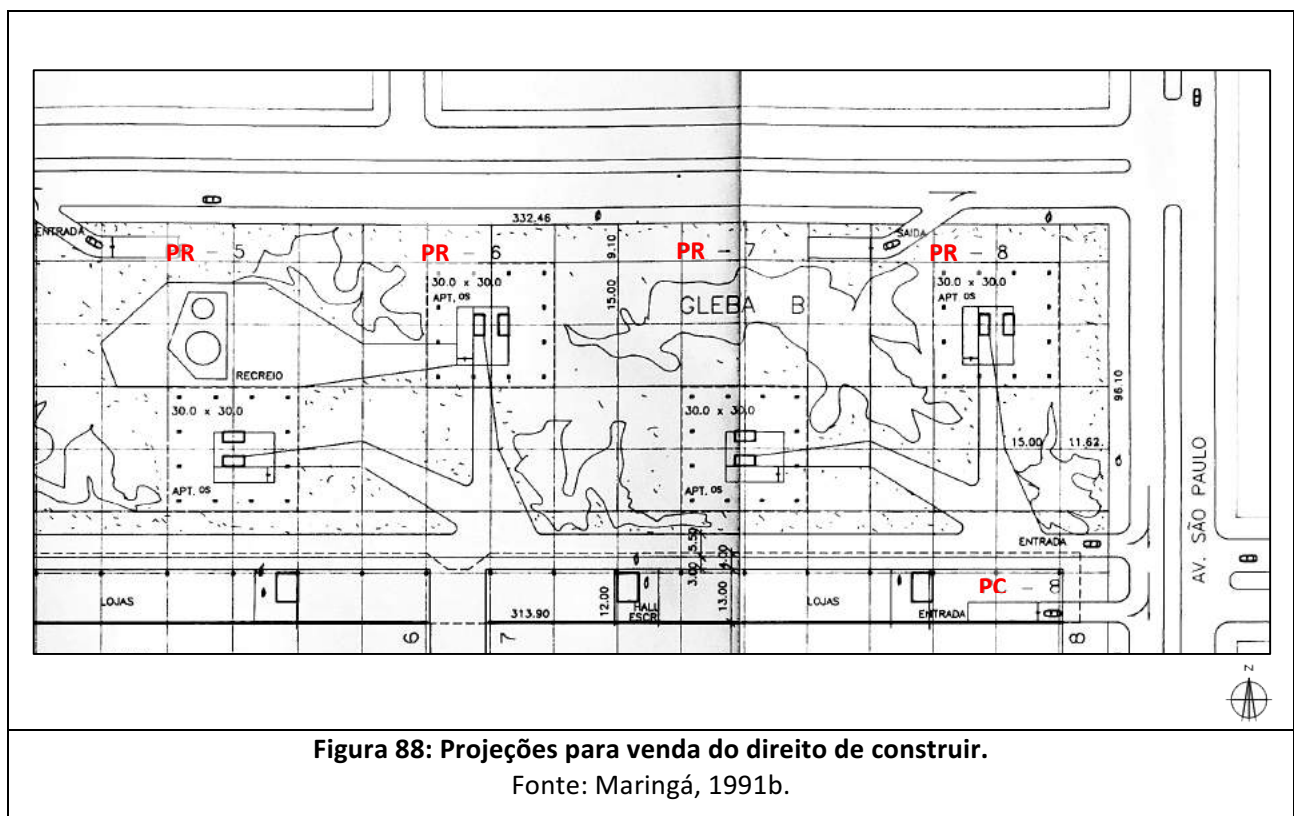 332.46
ENTRADA
SAÍDA
PR - 5
PR - 6
PR - 7
PR - 8
9.10
30.0 x 30.0
APT. OS
15.00
GLEBA B
30.0 x 30.0
APT OS
RECREIO
96.10
30.0 x 30.0
30.0 x 30.0
15.00
11.62
APT. OS
APT. OS
AV. SÃO PAULO
5.50
ENTRADA
3.00
6.00
PC - 8
LOJAS
12.00
HALL
ESCR
13.00
LOJAS
ENTRADA
313.90
6
7
8
N
Figura 88: Projeções para venda do direito de construir.
Fonte: Maringá, 1991b.